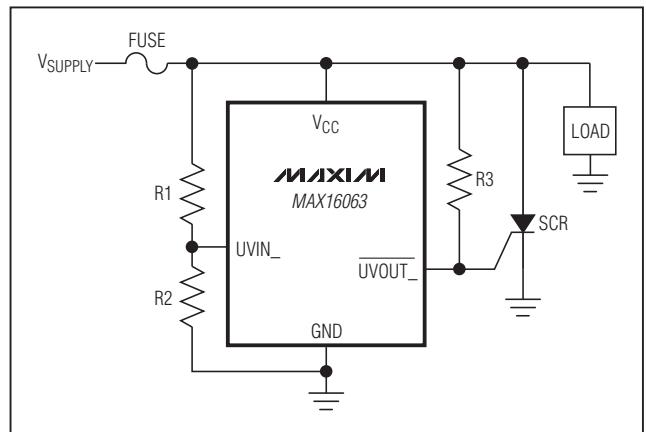 FUSE
VSUPPLY
VCC
MAXIM
MAX16063
R1
R3
LOAD
SCR
UVIN_
UVOUT_
R2
GND